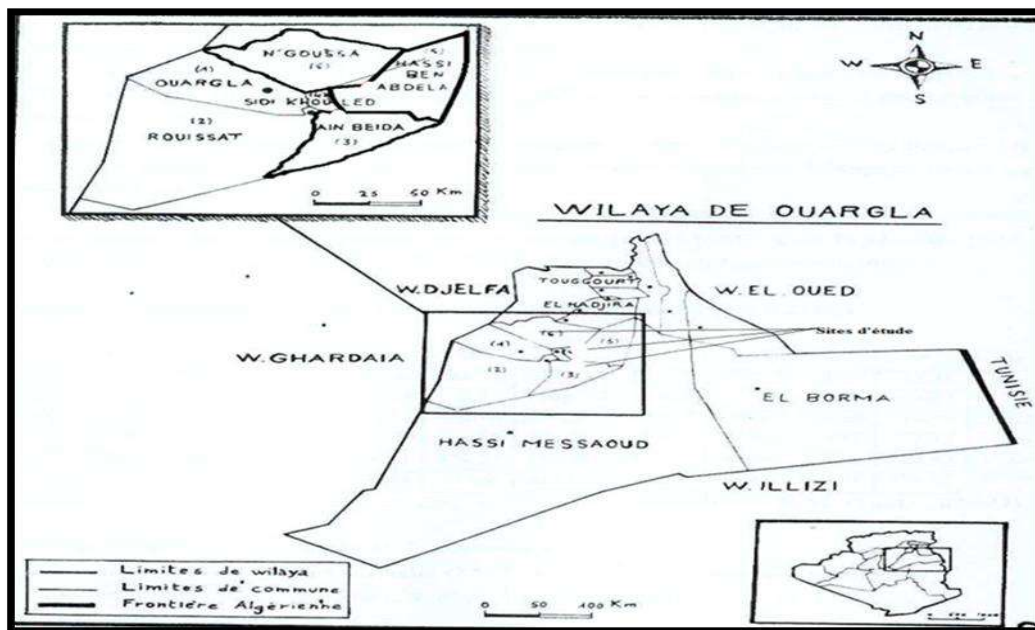 N'GOUSSA
(6)
(5)
HASSI
BEN
ABDELA
(1)
OUARGLA
SIDI KHOUILED
(2)
ROUISSAT
AIN BEIDA
(3)
0 25 50 Km
N
W E
S
WILAYA DE OUARGLA
W.DJELFA
TOUGGOURT
W.EL.OUED
EL HADJIRA
Sites d'étude
(6)
(5)
W.GHARDAIA
(2)
(3)
EL BORMA
TUNISIE
HASSI MESSAOUD
W.ILLIZI
Limites de wilaya
Limites de commune
Frontière Algérienne
0 50 100 Km